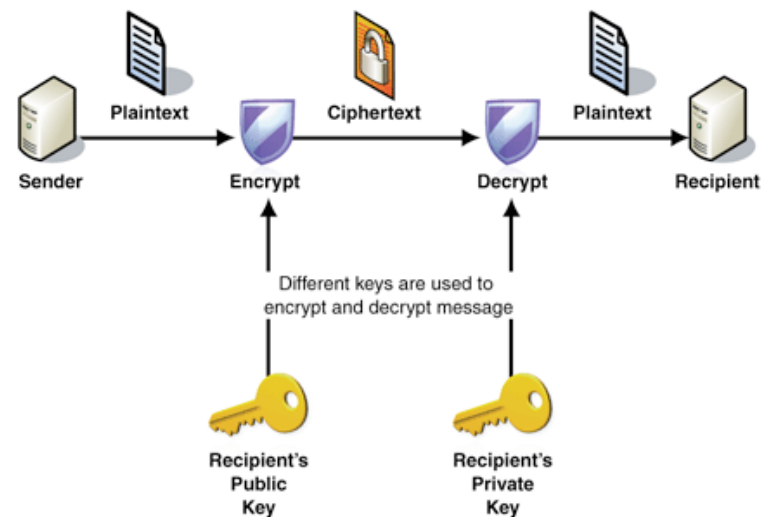 Plaintext
Ciphertext
Plaintext
Sender
Encrypt
Decrypt
Recipient
Different keys are used to
encrypt and decrypt message
Recipient's
Public
Key
Recipient's
Private
Key